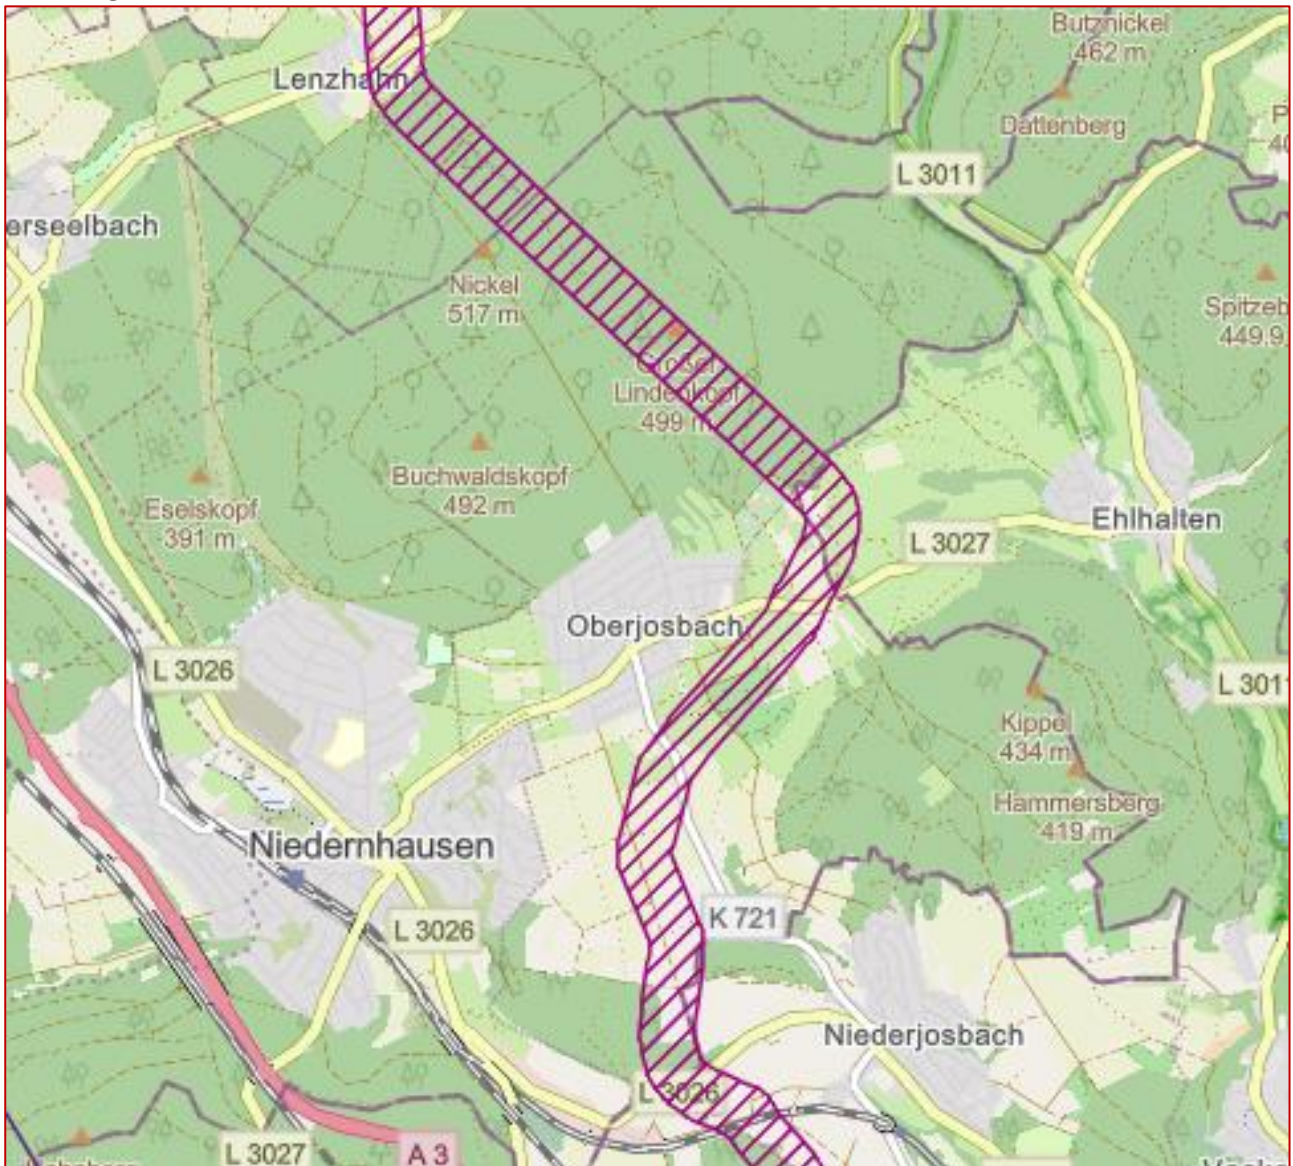 Butznickel
462 m
Lenzhahn
Dattenberg
L 3011
erseelbach
Nickel
517 m
Spitzeb
449.9
Großer
Lindenkopf
499 m
Buchwaldskopf
492 m
Eselskopf
391 m
Ehlhalten
L 3027
Oberjosbach
L 3026
L 3011
Kippel
434 m
Hammersberg
419 m
Niedernhausen
K 721
L 3026
Niederjosbach
L 3026
L 3027
A 3